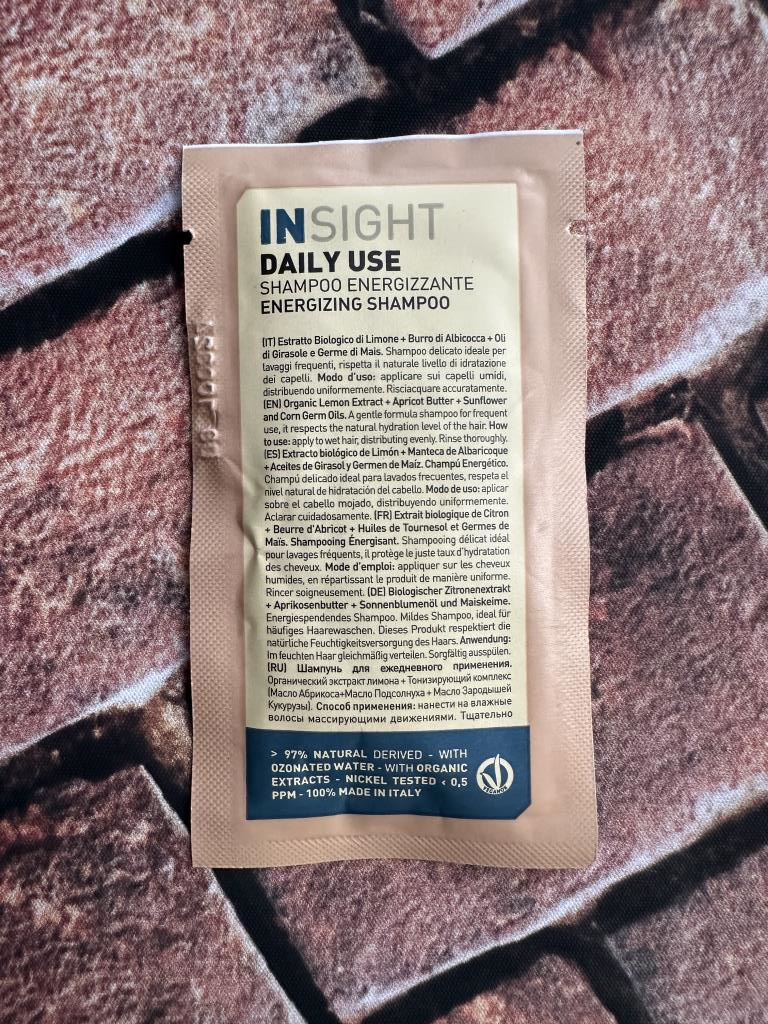 INSIGHT
DAILY USE
SHAMPOO ENERGIZZANTE
ENERGIZING SHAMPOO
(IT) Estratto Biologico di Limone + Burro di Albicocca + Oli
di Girasole e Germe di Mais. Shampoo delicato ideale per
lavaggi frequenti, rispetta il naturale livello di idratazione
dei capelli. Modo d'uso: applicare sui capelli umidi,
distribuendo uniformemente. Risciacquare accuratamente.
(EN) Organic Lemon Extract + Apricot Butter + Sunflower
and Corn Germ Oils. A gentle formula shampoo for frequent
use, it respects the natural hydration level of the hair. How
to use: apply to wet hair, distributing evenly. Rinse thoroughly.
(ES) Extracto biológico de Limón + Manteca de Albaricoque
+ Aceites de Girasol y Germen de Maíz. Champú Energético.
Champú delicado ideal para lavados frecuentes, respeta el
nivel natural de hidratación del cabello. Modo de uso: aplicar
sobre el cabello mojado, distribuyendo uniformemente.
Aclarar cuidadosamente. (FR) Extrait biologique de Citron
+ Beurre d'Abricot + Huiles de Tournesol et Germes de
Maïs. Shampooing Énergisant. Shampooing délicat idéal
pour lavages fréquents, il protège le juste taux d'hydratation
des cheveux. Mode d'emploi: appliquer sur les cheveux
humides, en répartissant le produit de manière uniforme.
Rincer soigneusement. (DE) Biologischer Zitronenextrakt
+ Aprikosenbutter + Sonnenblumenöl und Maiskeime.
Energiespendendes Shampoo. Mildes Shampoo, ideal für
häufiges Haarewaschen. Dieses Produkt respektiert die
natürliche Feuchtigkeitsversorgung des Haars. Anwendung:
Im feuchten Haar gleichmäßig verteilen. Sorgfältig ausspülen.
(RU) Шампунь для ежедневного применения.
Органический экстракт лимона + Тонизирующий комплекс
(Масло Абрикоса+Масло Подсолнуха + Масло Зародышей
Кукурузы). Способ применения: нанести на влажные
волосы массирующими движениями. Тщательно
> 97% NATURAL DERIVED - WITH
OZONATED WATER - WITH ORGANIC
EXTRACTS - NICKEL TESTED < 0,5
PPM - 100% MADE IN ITALY